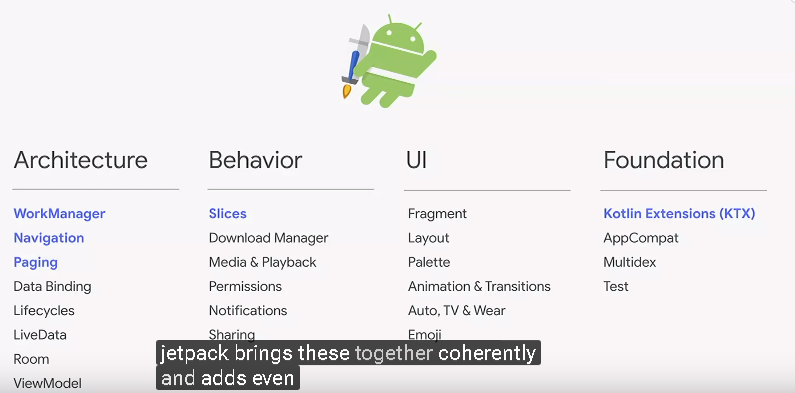 Architecture
WorkManager
Navigation
Paging
Data Binding
Lifecycles
LiveData
Room
ViewModel
Behavior
Slices
Download Manager
Media & Playback
Permissions
Notifications
Sharing
UI
Fragment
Layout
Palette
Animation & Transitions
Auto, TV & Wear
Emoji
Foundation
Kotlin Extensions (KTX)
AppCompat
Multidex
Test
jetpack brings these together coherently
and adds even